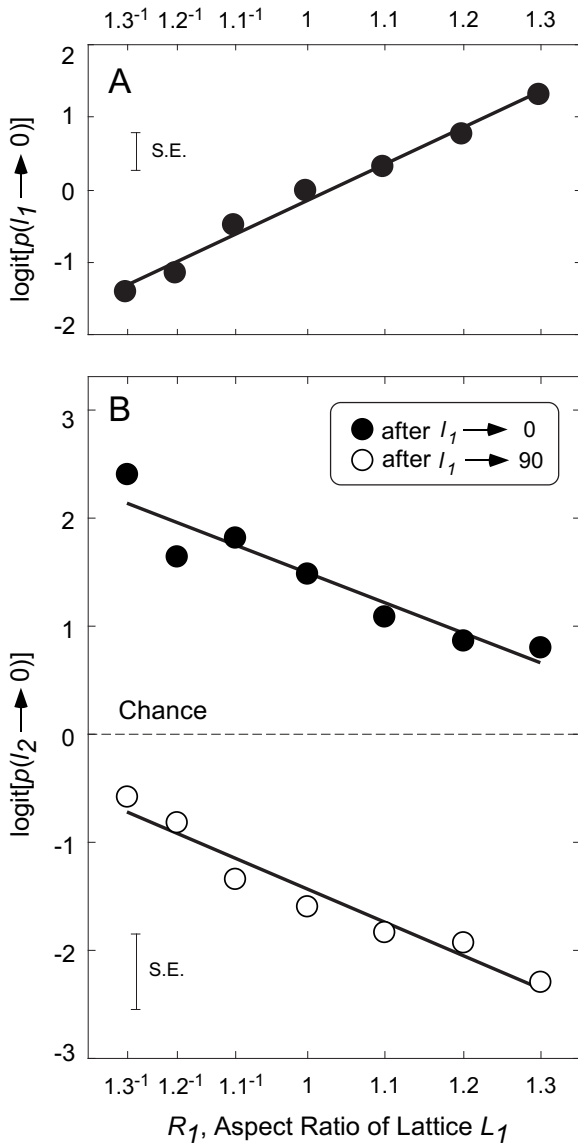 1.3⁻¹ 1.2⁻¹ 1.1⁻¹ 1 1.1 1.2 1.3
A
2
1
0
-1
-2
S.E.
logit[p(l₁ → 0)]
B
3
2
1
0
-1
-2
-3
after l₁ → 0
after l₁ → 90
Chance
S.E.
logit[p(l₂ → 0)]
1.3⁻¹ 1.2⁻¹ 1.1⁻¹ 1 1.1 1.2 1.3
R₁, Aspect Ratio of Lattice L₁